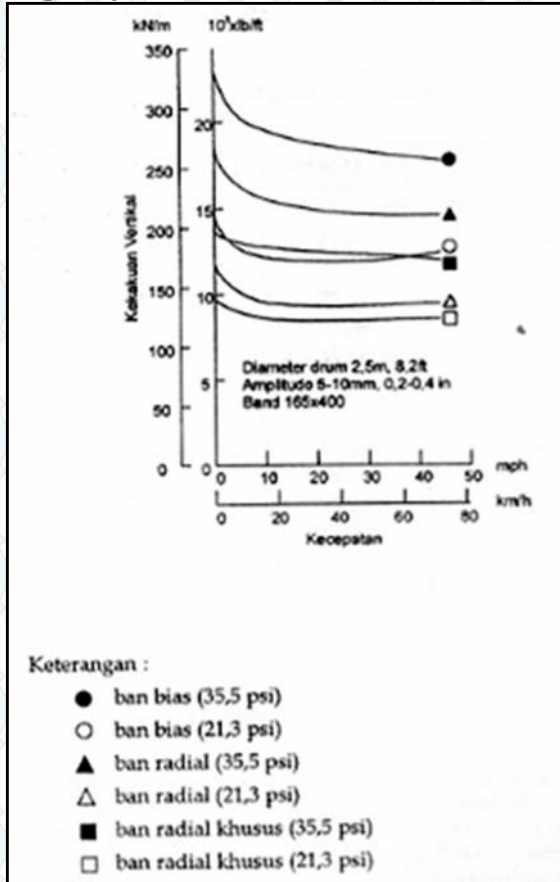 kN/m 10³xlb/ft
350
300
250
200
150
100
50
0
20
15
10
5
0
Kekakuan Vertikal
Diameter drum 2,5m, 8,2ft
Amplitudo 5-10mm, 0,2-0,4 in
Band 165x400
0 10 20 30 40 50 mph
0 20 40 60 80 km/h
Kecepatan
Keterangan :
● ban bias (35,5 psi)
○ ban bias (21,3 psi)
▲ ban radial (35,5 psi)
△ ban radial (21,3 psi)
■ ban radial khusus (35,5 psi)
□ ban radial khusus (21,3 psi)